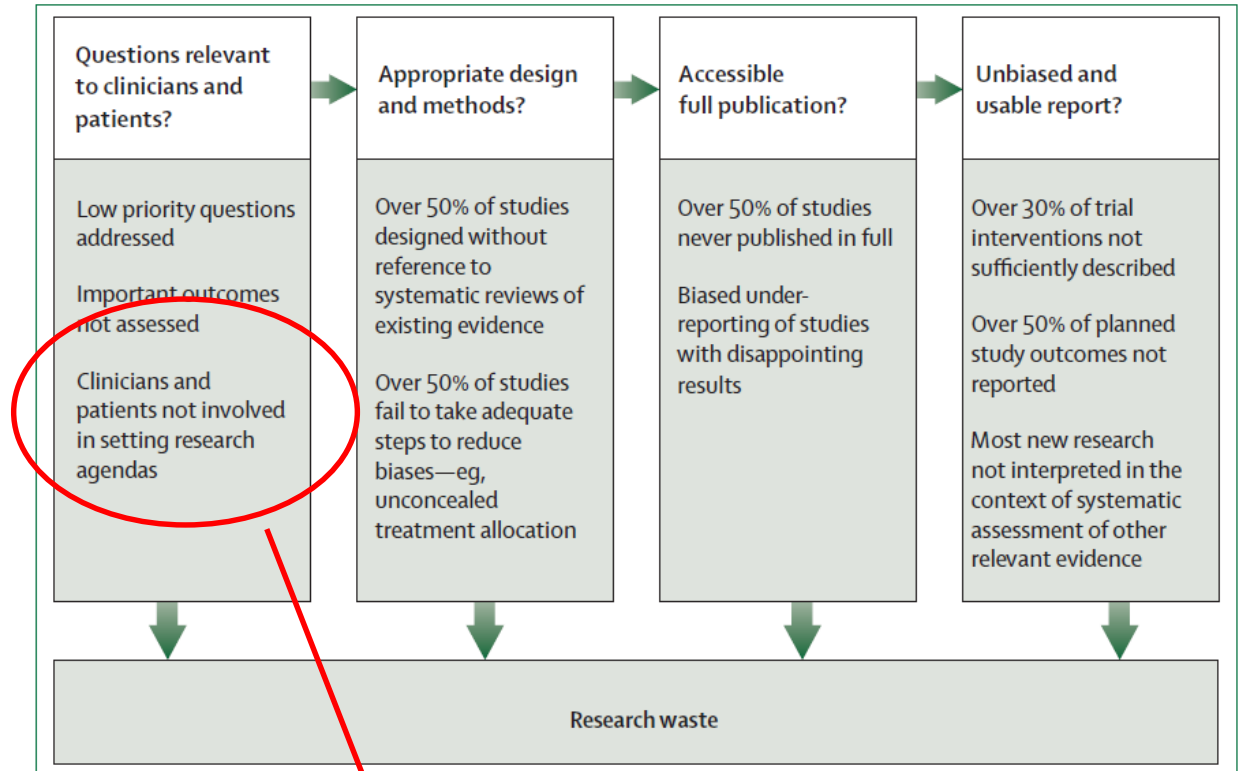 Questions relevant
to clinicians and
patients?
Low priority questions
addressed
Important outcomes
not assessed
Clinicians and
patients not involved
in setting research
agendas
Appropriate design
and methods?
Over 50% of studies
designed without
reference to
systematic reviews of
existing evidence
Over 50% of studies
fail to take adequate
steps to reduce
biases—eg,
unconcealed
treatment allocation
Accessible
full publication?
Over 50% of studies
never published in full
Biased under-
reporting of studies
with disappointing
results
Unbiased and
usable report?
Over 30% of trial
interventions not
sufficiently described
Over 50% of planned
study outcomes not
reported
Most new research
not interpreted in the
context of systematic
assessment of other
relevant evidence
Research waste